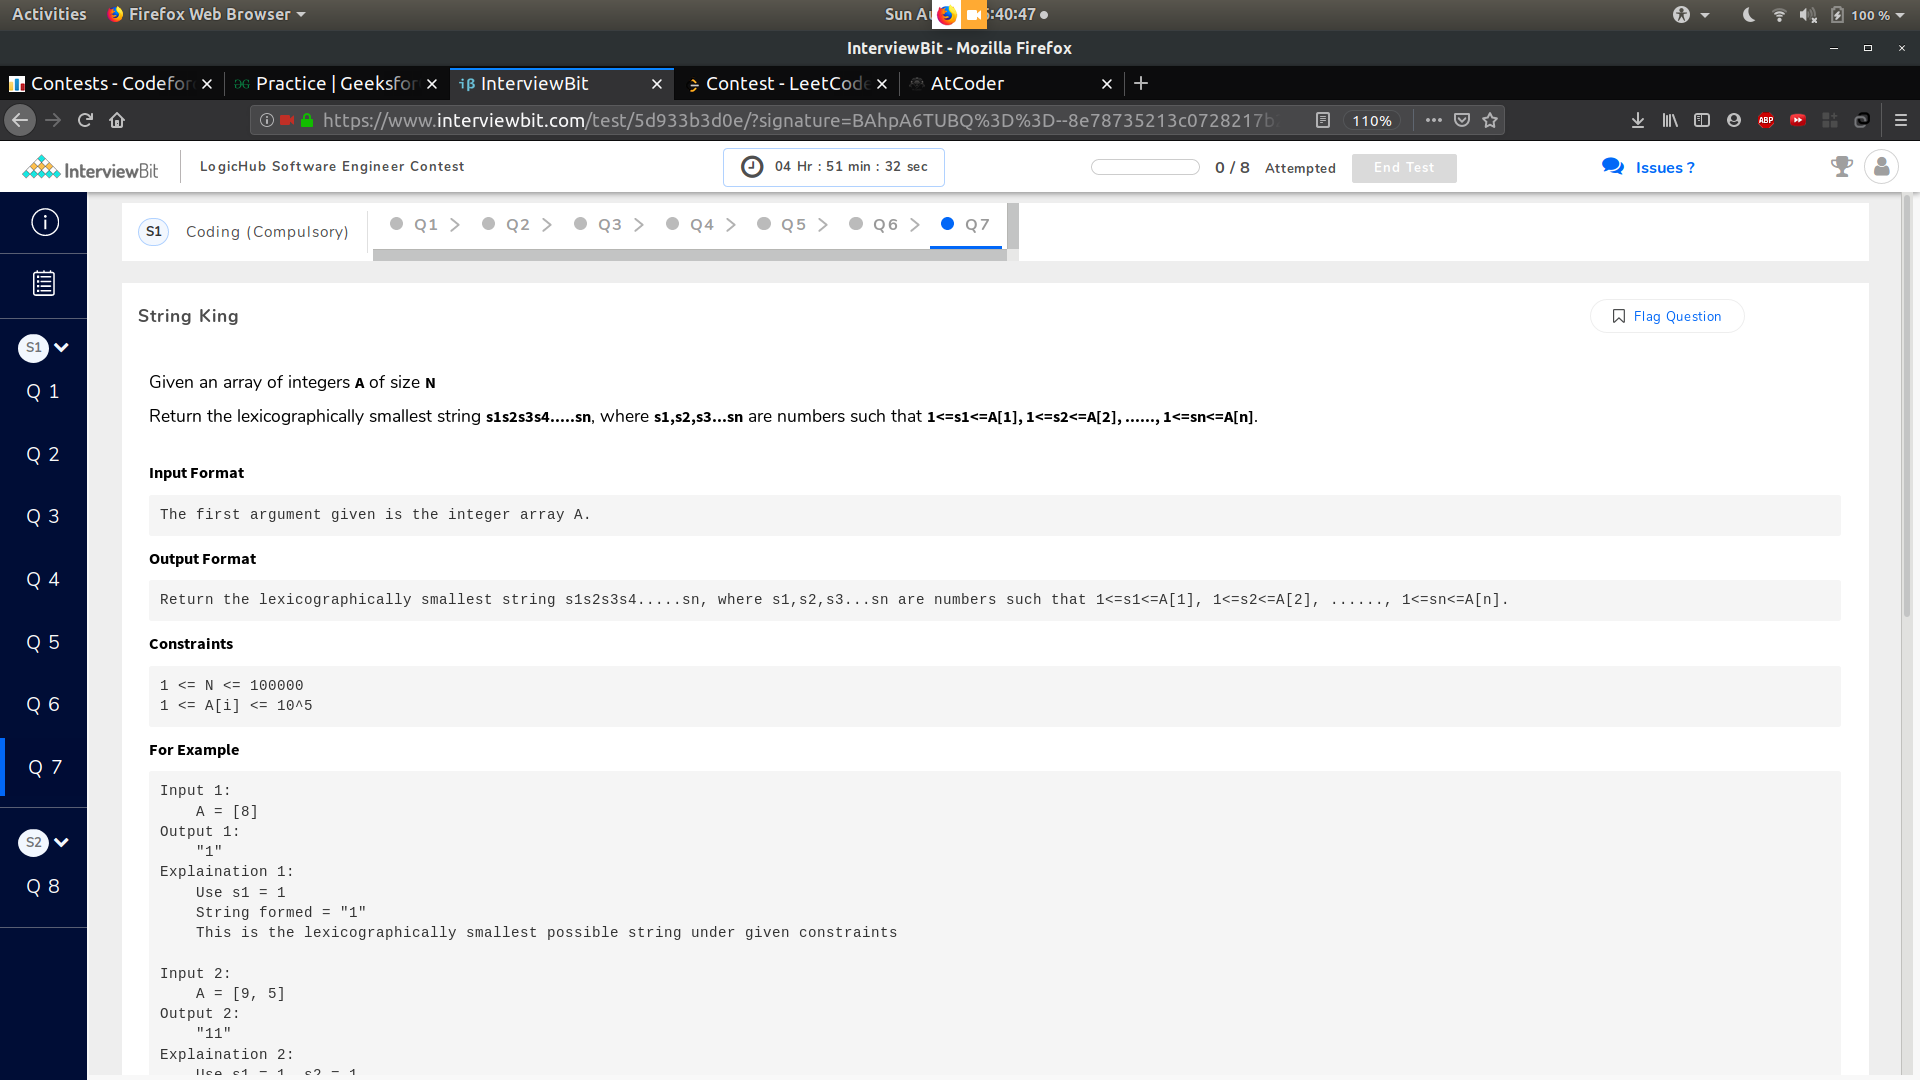 Activities
Firefox Web Browser
Sun Au
5:40:47
100 %
InterviewBit - Mozilla Firefox
Contests - Codefor
Practice | Geeksfor
InterviewBit
Contest - LeetCode
AtCoder
https://www.interviewbit.com/test/5d933b3d0e/?signature=BAhpA6TUBQ%3D%3D--8e78735213c0728217b
110%
ABP
InterviewBit
LogicHub Software Engineer Contest
04 Hr : 51 min : 32 sec
0 / 8 Attempted
End Test
Issues ?
S1 Coding (Compulsory)
Q1
Q2
Q3
Q4
Q5
Q6
Q7
S1
Q 1
Q 2
Q 3
Q 4
Q 5
Q 6
Q 7
S2
Q 8
String King
Flag Question
Given an array of integers A of size N
Return the lexicographically smallest string s1s2s3s4.....sn, where s1,s2,s3...sn are numbers such that 1<=s1<=A[1], 1<=s2<=A[2], ......, 1<=sn<=A[n].
Input Format
The first argument given is the integer array A.
Output Format
Return the lexicographically smallest string s1s2s3s4.....sn, where s1,s2,s3...sn are numbers such that 1<=s1<=A[1], 1<=s2<=A[2], ......, 1<=sn<=A[n].
Constraints
1 <= N <= 100000
1 <= A[i] <= 10^5
For Example
Input 1:
A = [8]
Output 1:
"1"
Explaination 1:
Use s1 = 1
String formed = "1"
This is the lexicographically smallest possible string under given constraints
Input 2:
A = [9, 5]
Output 2:
"11"
Explaination 2:
Use s1 = 1, s2 = 1